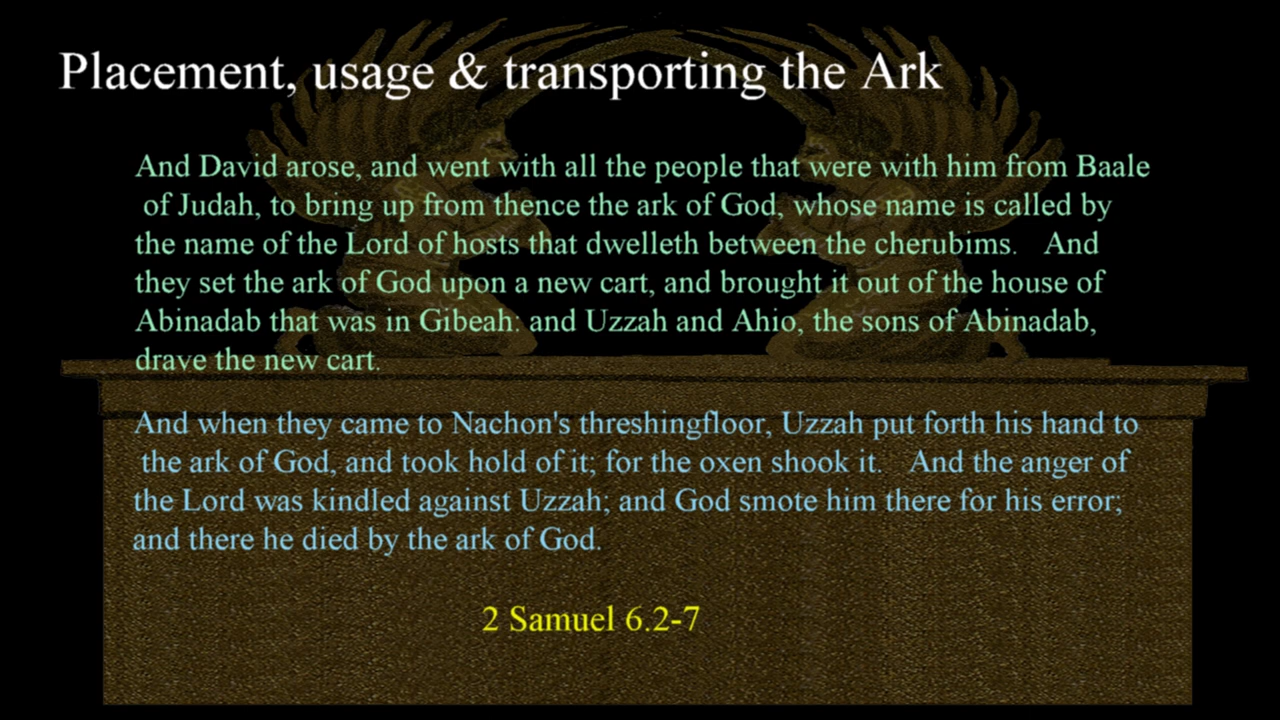 Placement, usage & transporting the Ark
And David arose, and went with all the people that were with him from Baale
of Judah, to bring up from thence the ark of God, whose name is called by
the name of the Lord of hosts that dwelleth between the cherubims. And
they set the ark of God upon a new cart, and brought it out of the house of
Abinadab that was in Gibeah: and Uzzah and Ahio, the sons of Abinadab,
drave the new cart.
And when they came to Nachon's threshingfloor, Uzzah put forth his hand to
the ark of God, and took hold of it; for the oxen shook it. And the anger of
the Lord was kindled against Uzzah; and God smote him there for his error;
and there he died by the ark of God.
2 Samuel 6.2-7